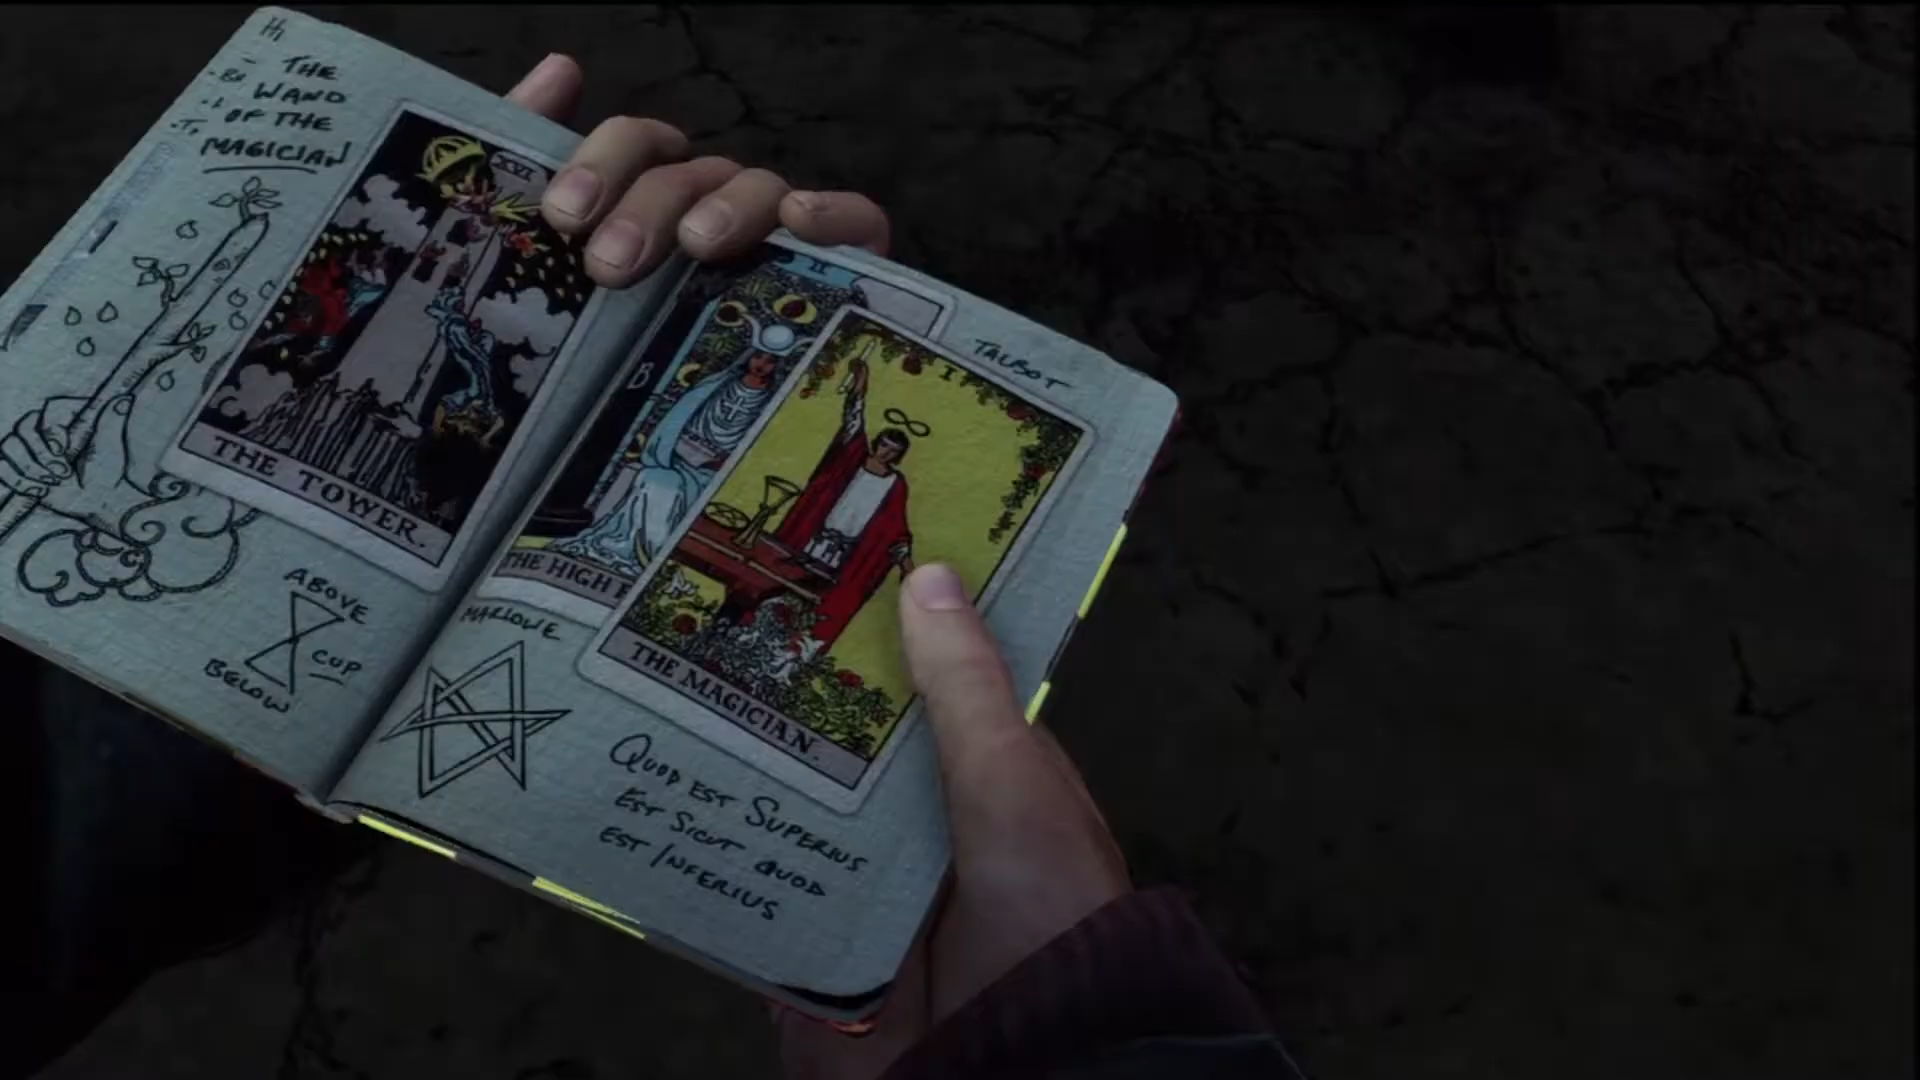 THE
WAND
OF THE
MAGICIAN
XVI
THE TOWER.
ABOVE
CUP
BELOW
II
B
THE HIGH
MARLOWE
TALBOT
I
THE MAGICIAN.
QUOD EST SUPERIUS
EST SICUT QUOD
EST INFERIUS